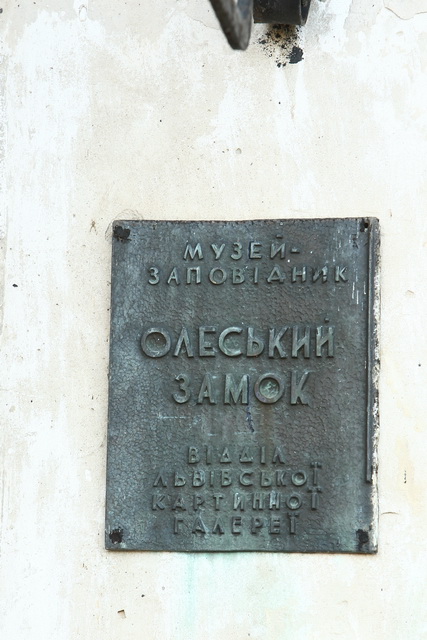 МУЗЕЙ-
ЗАПОВІДНИК
ОЛЕСЬКИЙ
ЗАМОК
ВІДДІЛ
ЛЬВІВСЬКОЇ
КАРТИННОЇ
ГАЛЕРЕЇ